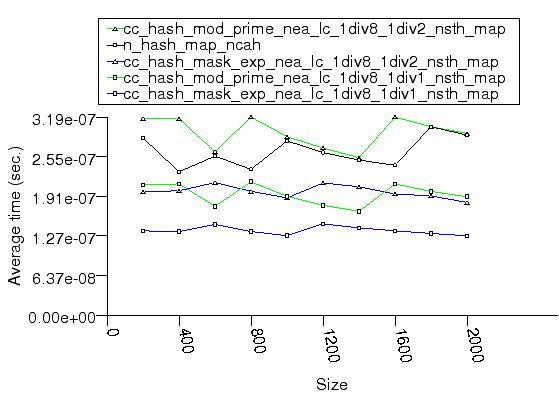 cc_hash_mod_prime_nea_lc_1div8_1div2_nsth_map
n_hash_map_ncah
cc_hash_mask_exp_nea_lc_1div8_1div2_nsth_map
cc_hash_mod_prime_nea_lc_1div8_1div1_nsth_map
cc_hash_mask_exp_nea_lc_1div8_1div1_nsth_map
3.19e-07
2.55e-07
1.91e-07
1.27e-07
6.37e-08
0.00e+00
Average time (sec.)
0
400
800
1200
1600
2000
Size